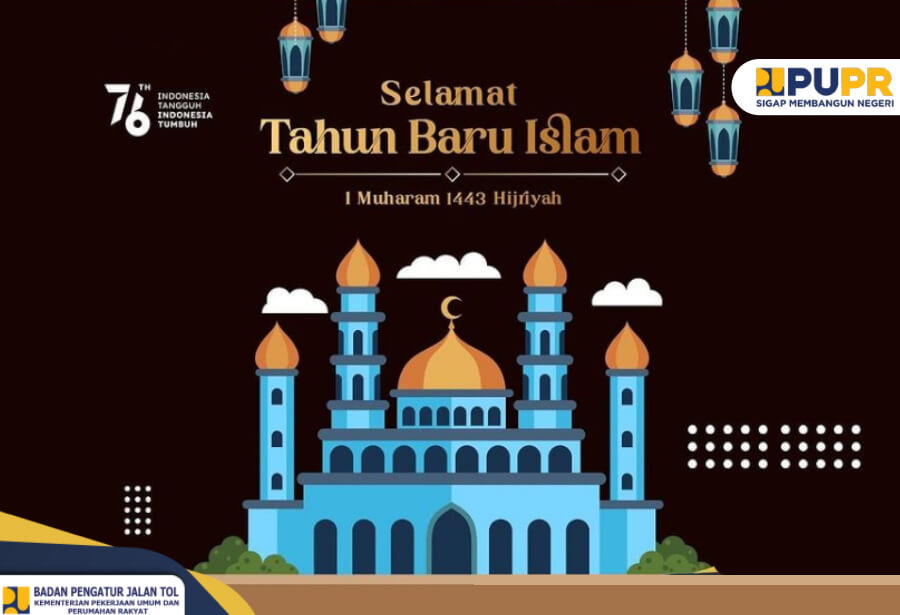 76TH
INDONESIA
TANGGUH
INDONESIA
TUMBUH
Selamat
Tahun Baru Islam
1 Muharam 1443 Hijriyah
PUPR
SIGAP MEMBANGUN NEGERI
BADAN PENGATUR JALAN TOL
KEMENTERIAN PEKERJAAN UMUM DAN
PERUMAHAN RAKYAT